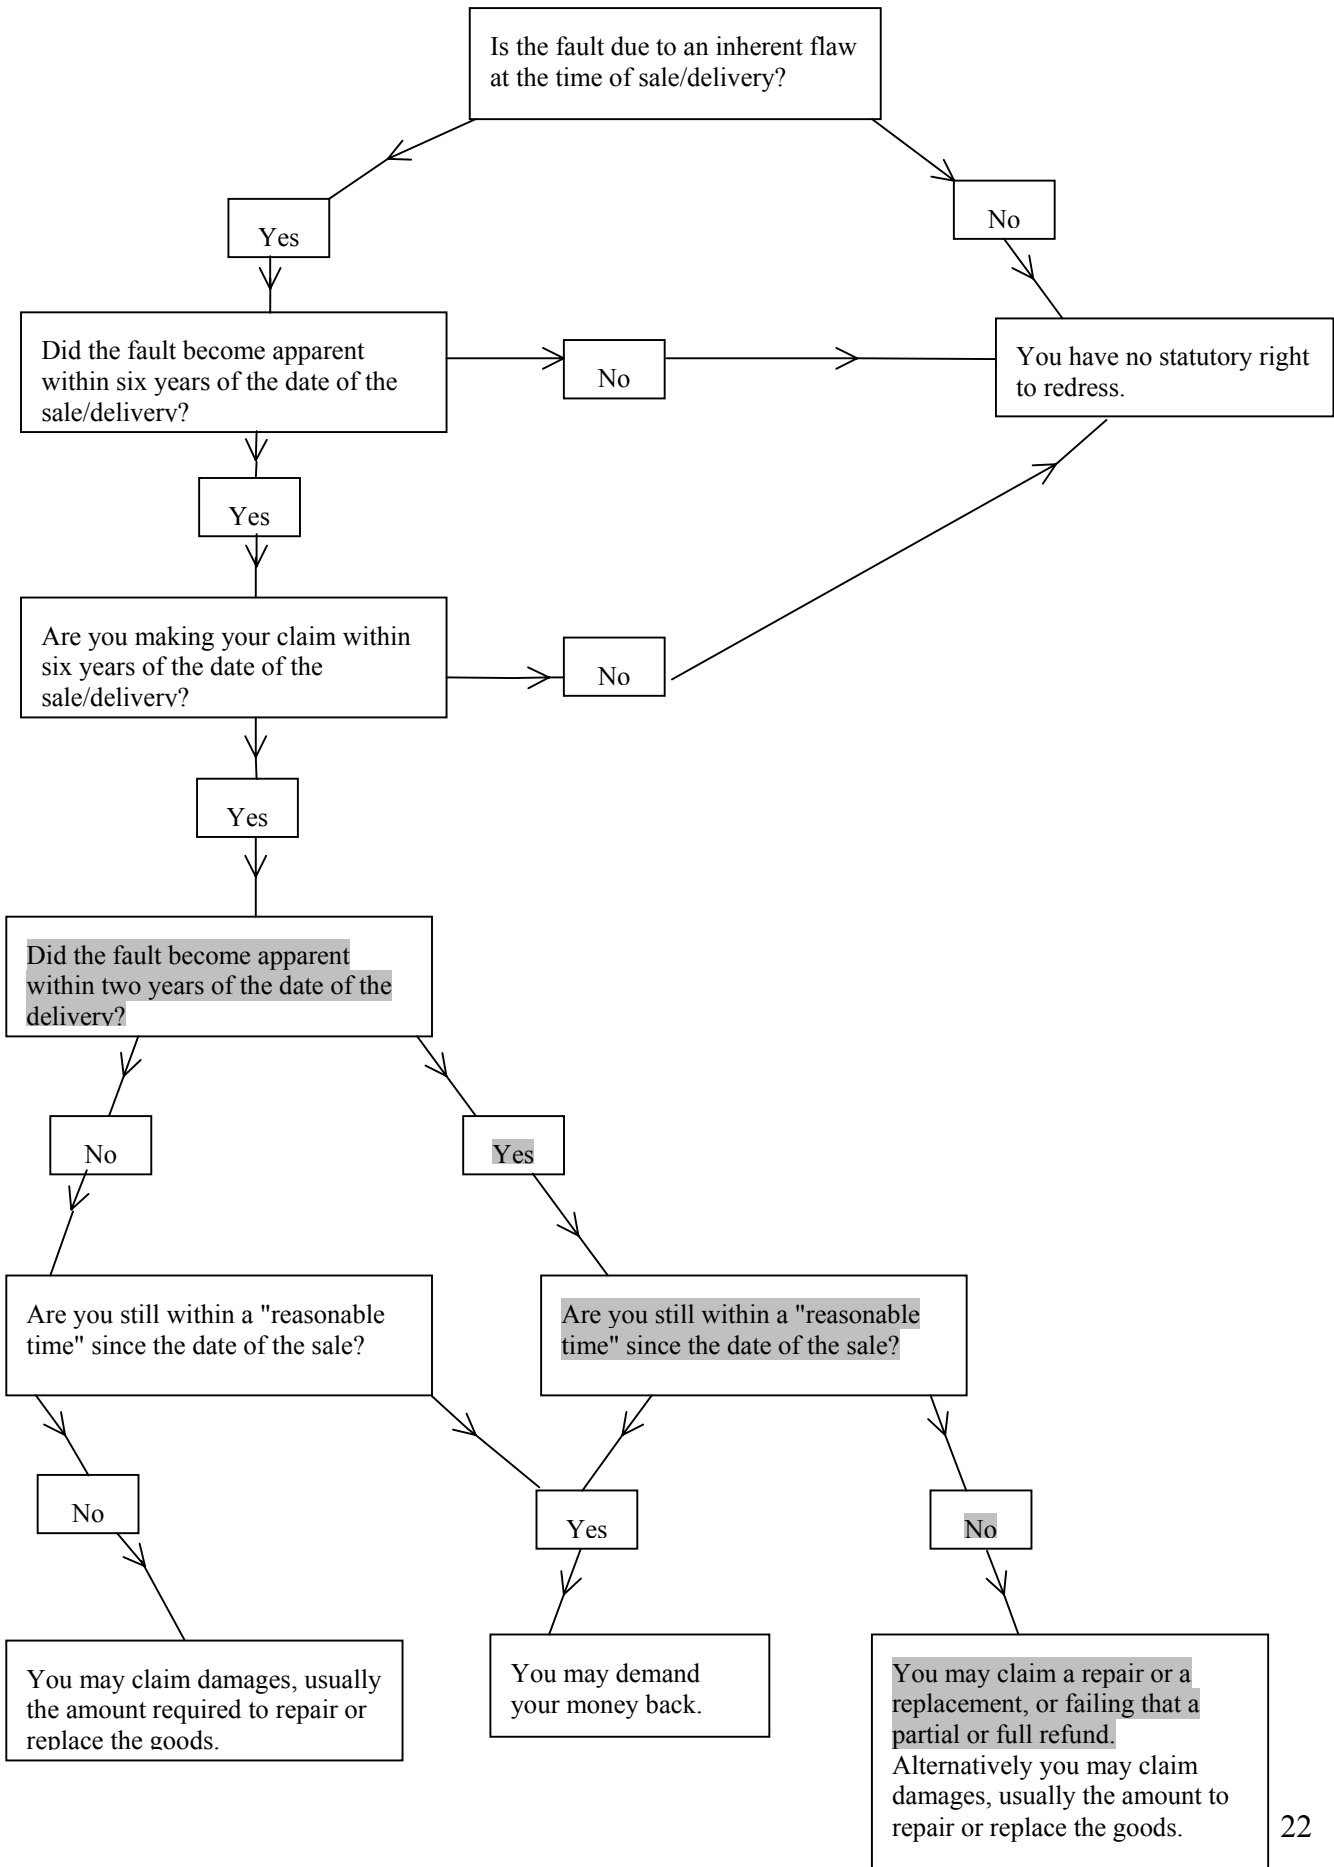 Is the fault due to an inherent flaw
at the time of sale/delivery?
Yes
No
Did the fault become apparent
within six years of the date of the
sale/delivery?
No
You have no statutory right
to redress.
Yes
Are you making your claim within
six years of the date of the
sale/delivery?
No
Yes
Did the fault become apparent
within two years of the date of the
delivery?
No
Yes
Are you still within a "reasonable
time" since the date of the sale?
Are you still within a "reasonable
time" since the date of the sale?
No
Yes
No
You may claim damages, usually
the amount required to repair or
replace the goods.
You may demand
your money back.
You may claim a repair or a
replacement, or failing that a
partial or full refund.
Alternatively you may claim
damages, usually the amount to
repair or replace the goods.
22